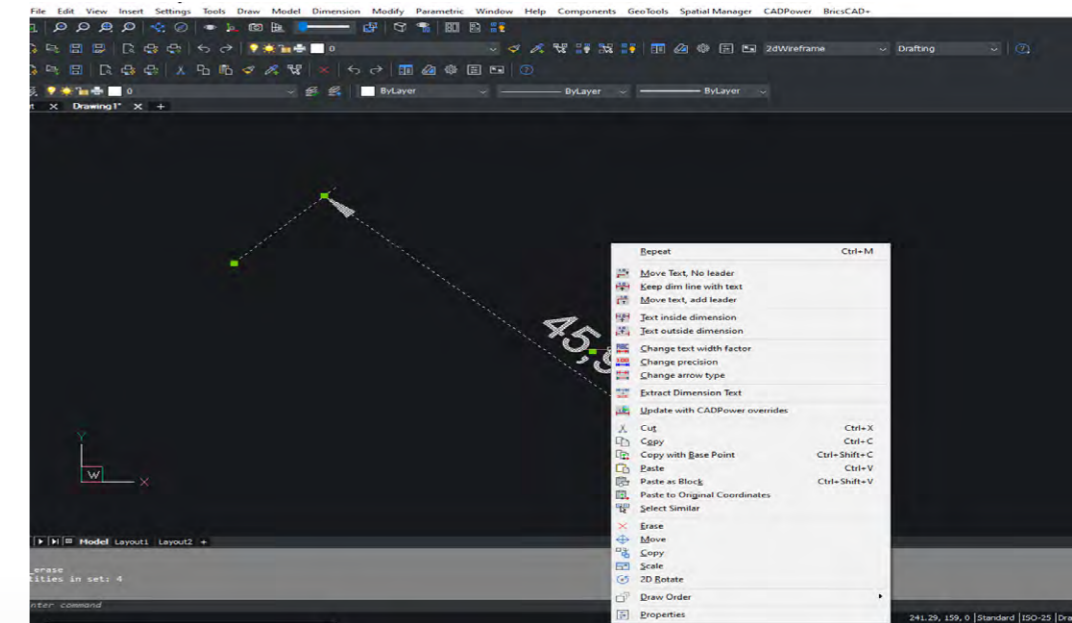 File Edit View Insert Settings Tools Draw Model Dimension Modify Parametric Window Help Components GeoTools Spatial Manager CADPower BricsCAD+
0 2dWireframe Drafting
0 ByLayer ByLayer ByLayer
Drawing1*
45,9
Repeat Ctrl+M
Move Text, No leader
Keep dim line with text
Move text, add leader
Text inside dimension
Text outside dimension
Change text width factor
Change precision
Change arrow type
Extract Dimension Text
Update with CADPower overrides
Cut Ctrl+X
Copy Ctrl+C
Copy with Base Point Ctrl+Shift+C
Paste Ctrl+V
Paste as Block Ctrl+Shift+V
Paste to Original Coordinates
Select Similar
Erase
Move
Copy
Scale
2D Rotate
Draw Order
Properties
Y
W X
Model Layout1 Layout2 +
_erase
tities in set: 4
nter command
241.29, 159, 0 Standard ISO-25 Dra